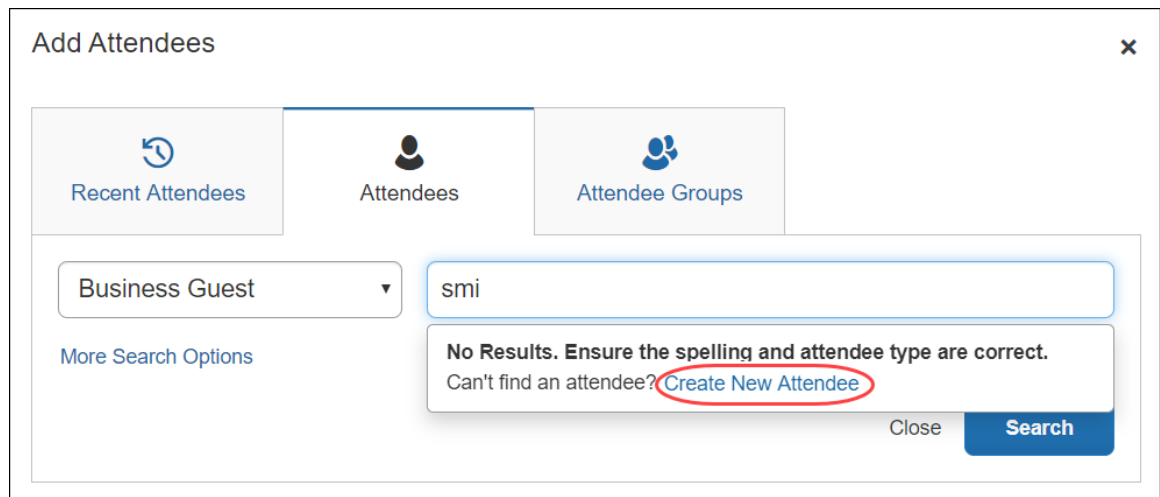 Add Attendees
×
Recent Attendees
Attendees
Attendee Groups
Business Guest
smi
More Search Options
No Results. Ensure the spelling and attendee type are correct.
Can't find an attendee? Create New Attendee
Close
Search